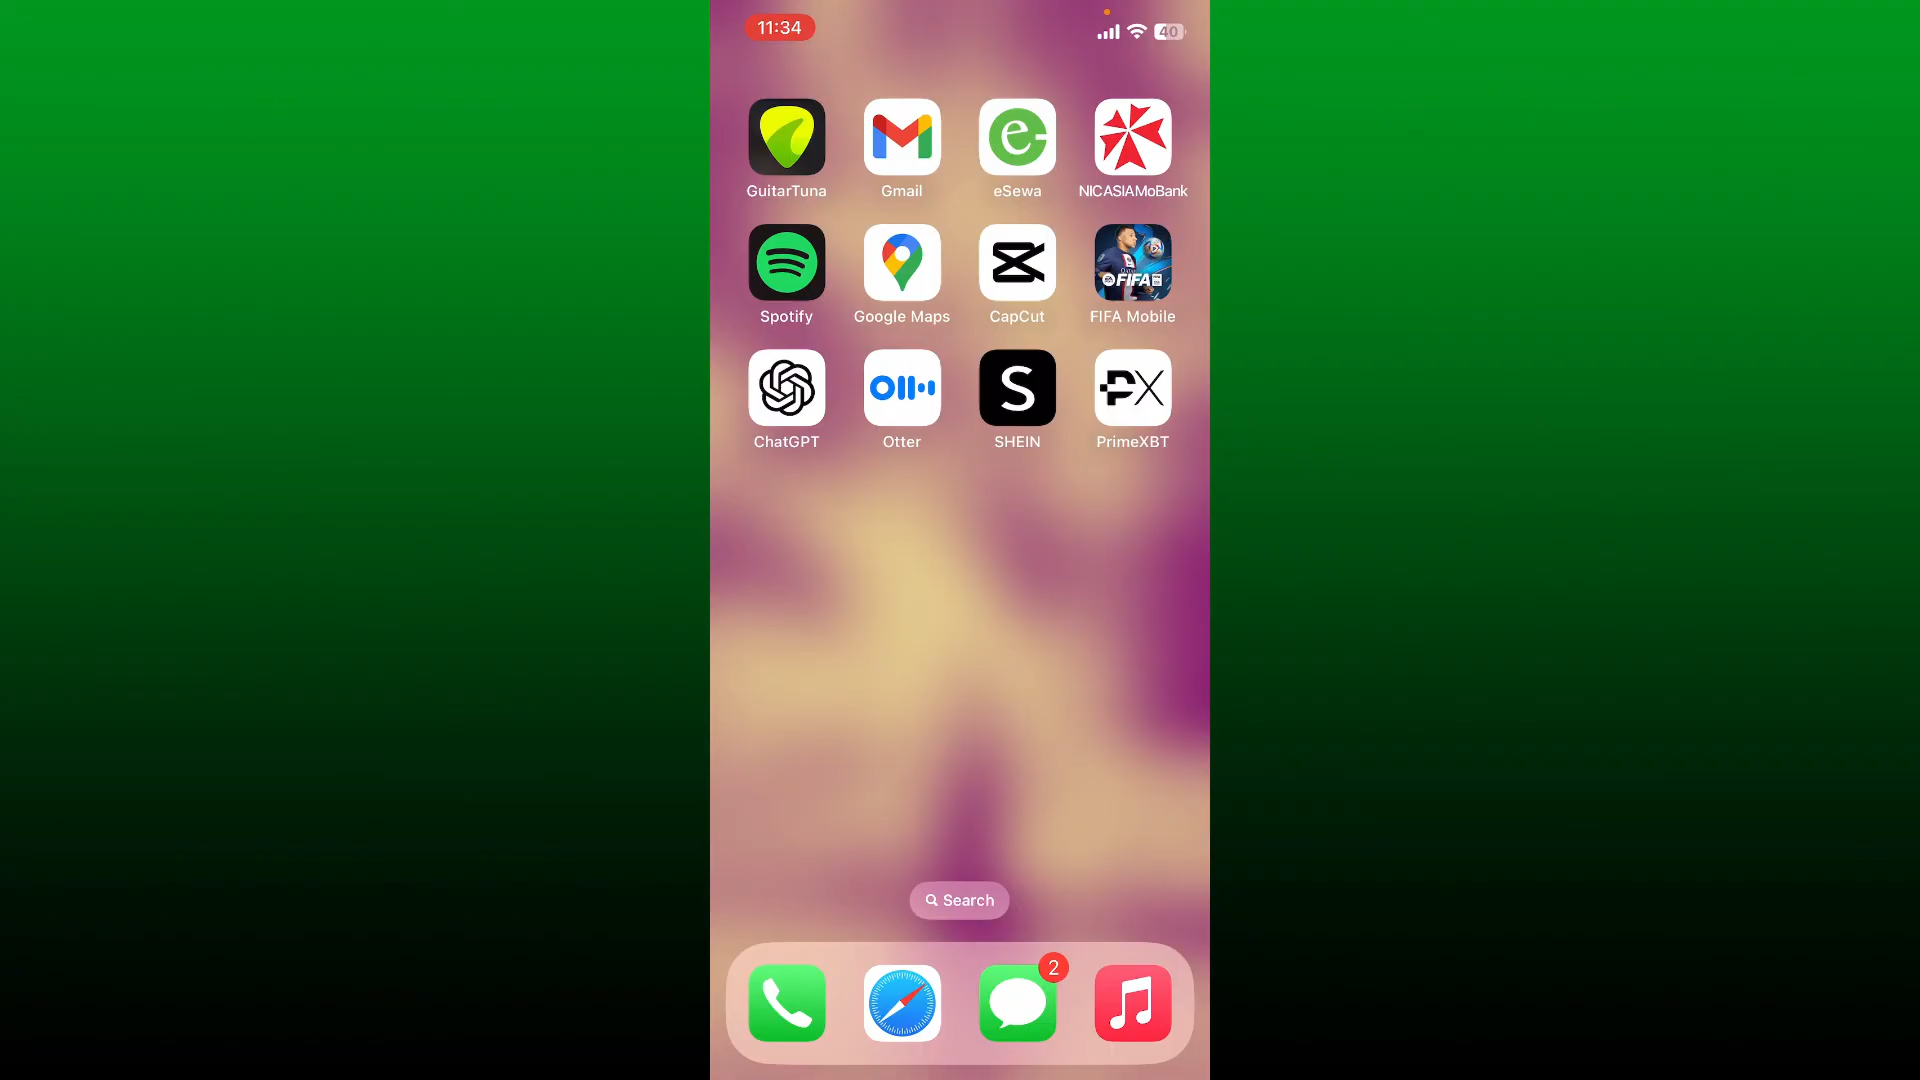 11:34
40
GuitarTuna
Gmail
eSewa
NICASIAMoBank
FIFA
Spotify
Google Maps
CapCut
FIFA Mobile
S
PX
ChatGPT
Otter
SHEIN
PrimeXBT
Search
2